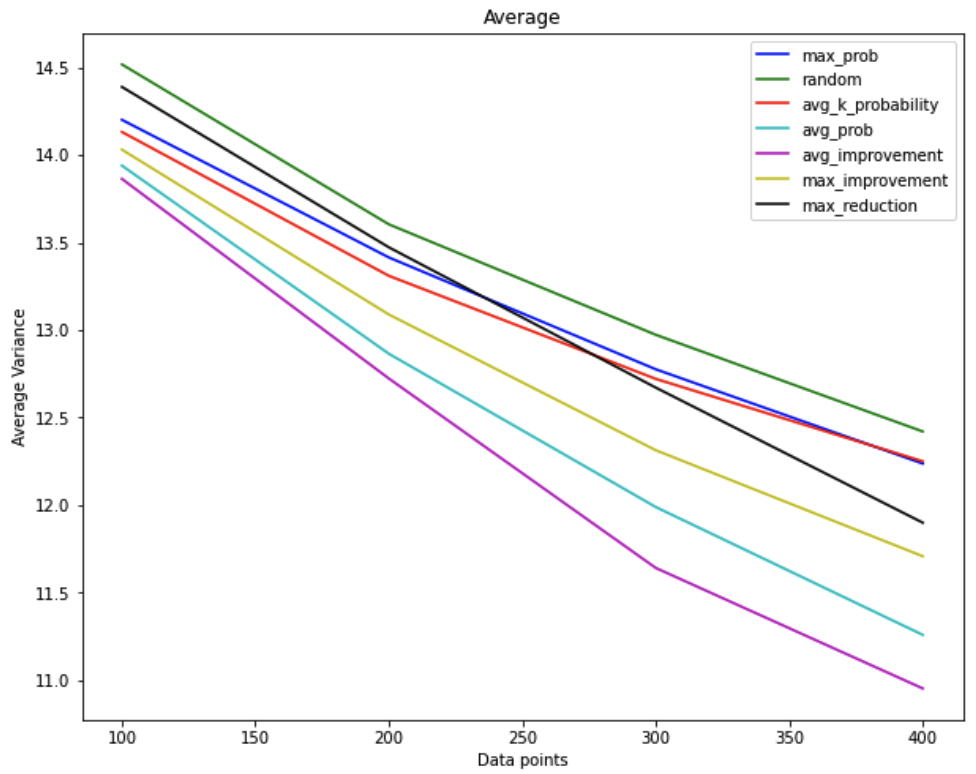 Average
max_prob
random
avg_k_probability
avg_prob
avg_improvement
max_improvement
max_reduction
Average Variance
14.5
14.0
13.5
13.0
12.5
12.0
11.5
11.0
100
150
200
250
300
350
400
Data points